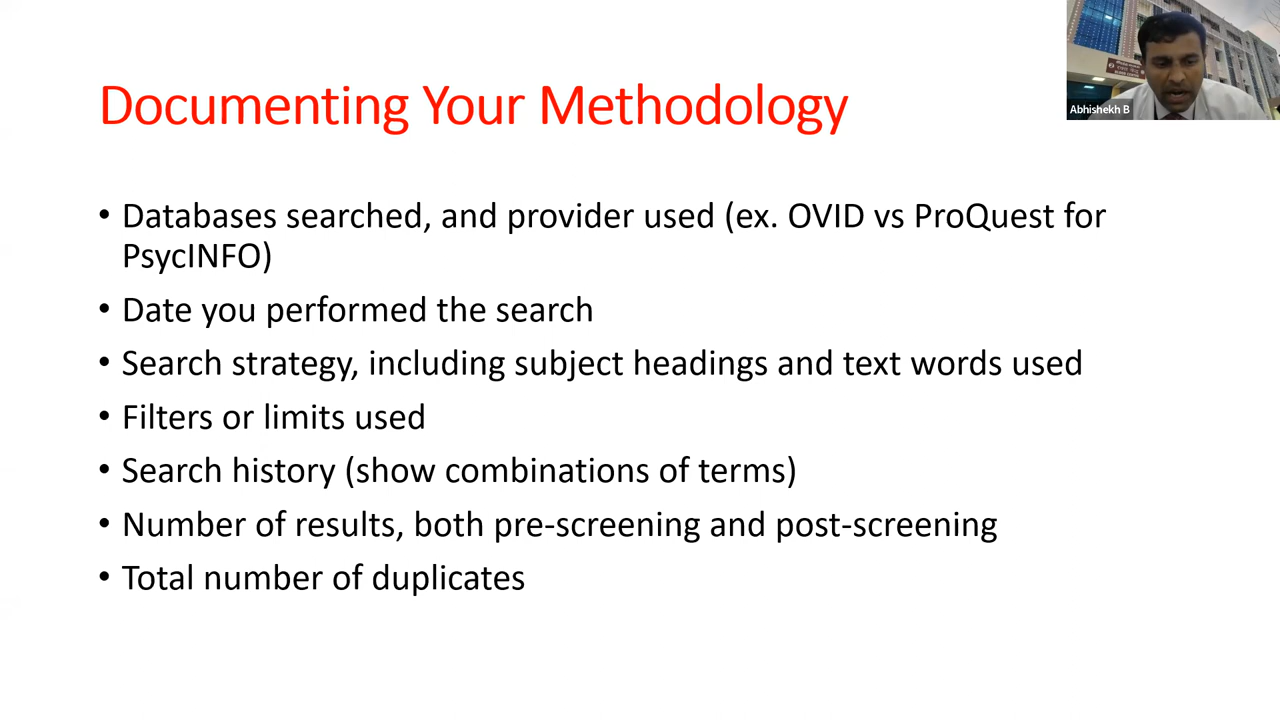 Documenting Your Methodology
• Databases searched, and provider used (ex. OVID vs ProQuest for
PsycINFO)
• Date you performed the search
• Search strategy, including subject headings and text words used
• Filters or limits used
• Search history (show combinations of terms)
• Number of results, both pre-screening and post-screening
• Total number of duplicates
Abhishekh B